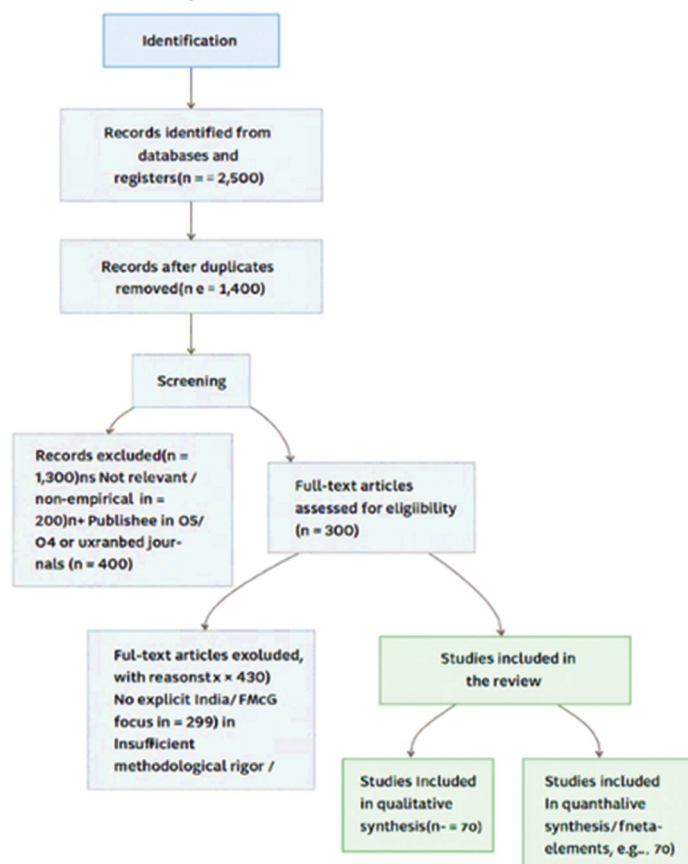 Identification
Records identified from
databases and
registers(n = = 2,500)
Records after duplicates
removed(n e = 1,400)
Screening
Records excluded(n =
1,300)ns Not relevant /
non-empirical in =
200)n+ Publishee in O5/
O4 or uxranbed jour-
nals (n = 400)
Full-text articles
assessed for eligiibility
(n = 300)
Ful-text articles exoluded,
with reasonst x × 430)
No explicit India/ FMcG
focus in = 299) in
Insufficient
methodological rigor /
Studies included in
the review
Studies Included
in qualitative
synthesis(n- = 70)
Studies included
In quanthalive
synthesis/fneta-
elements, e.g.., 70)